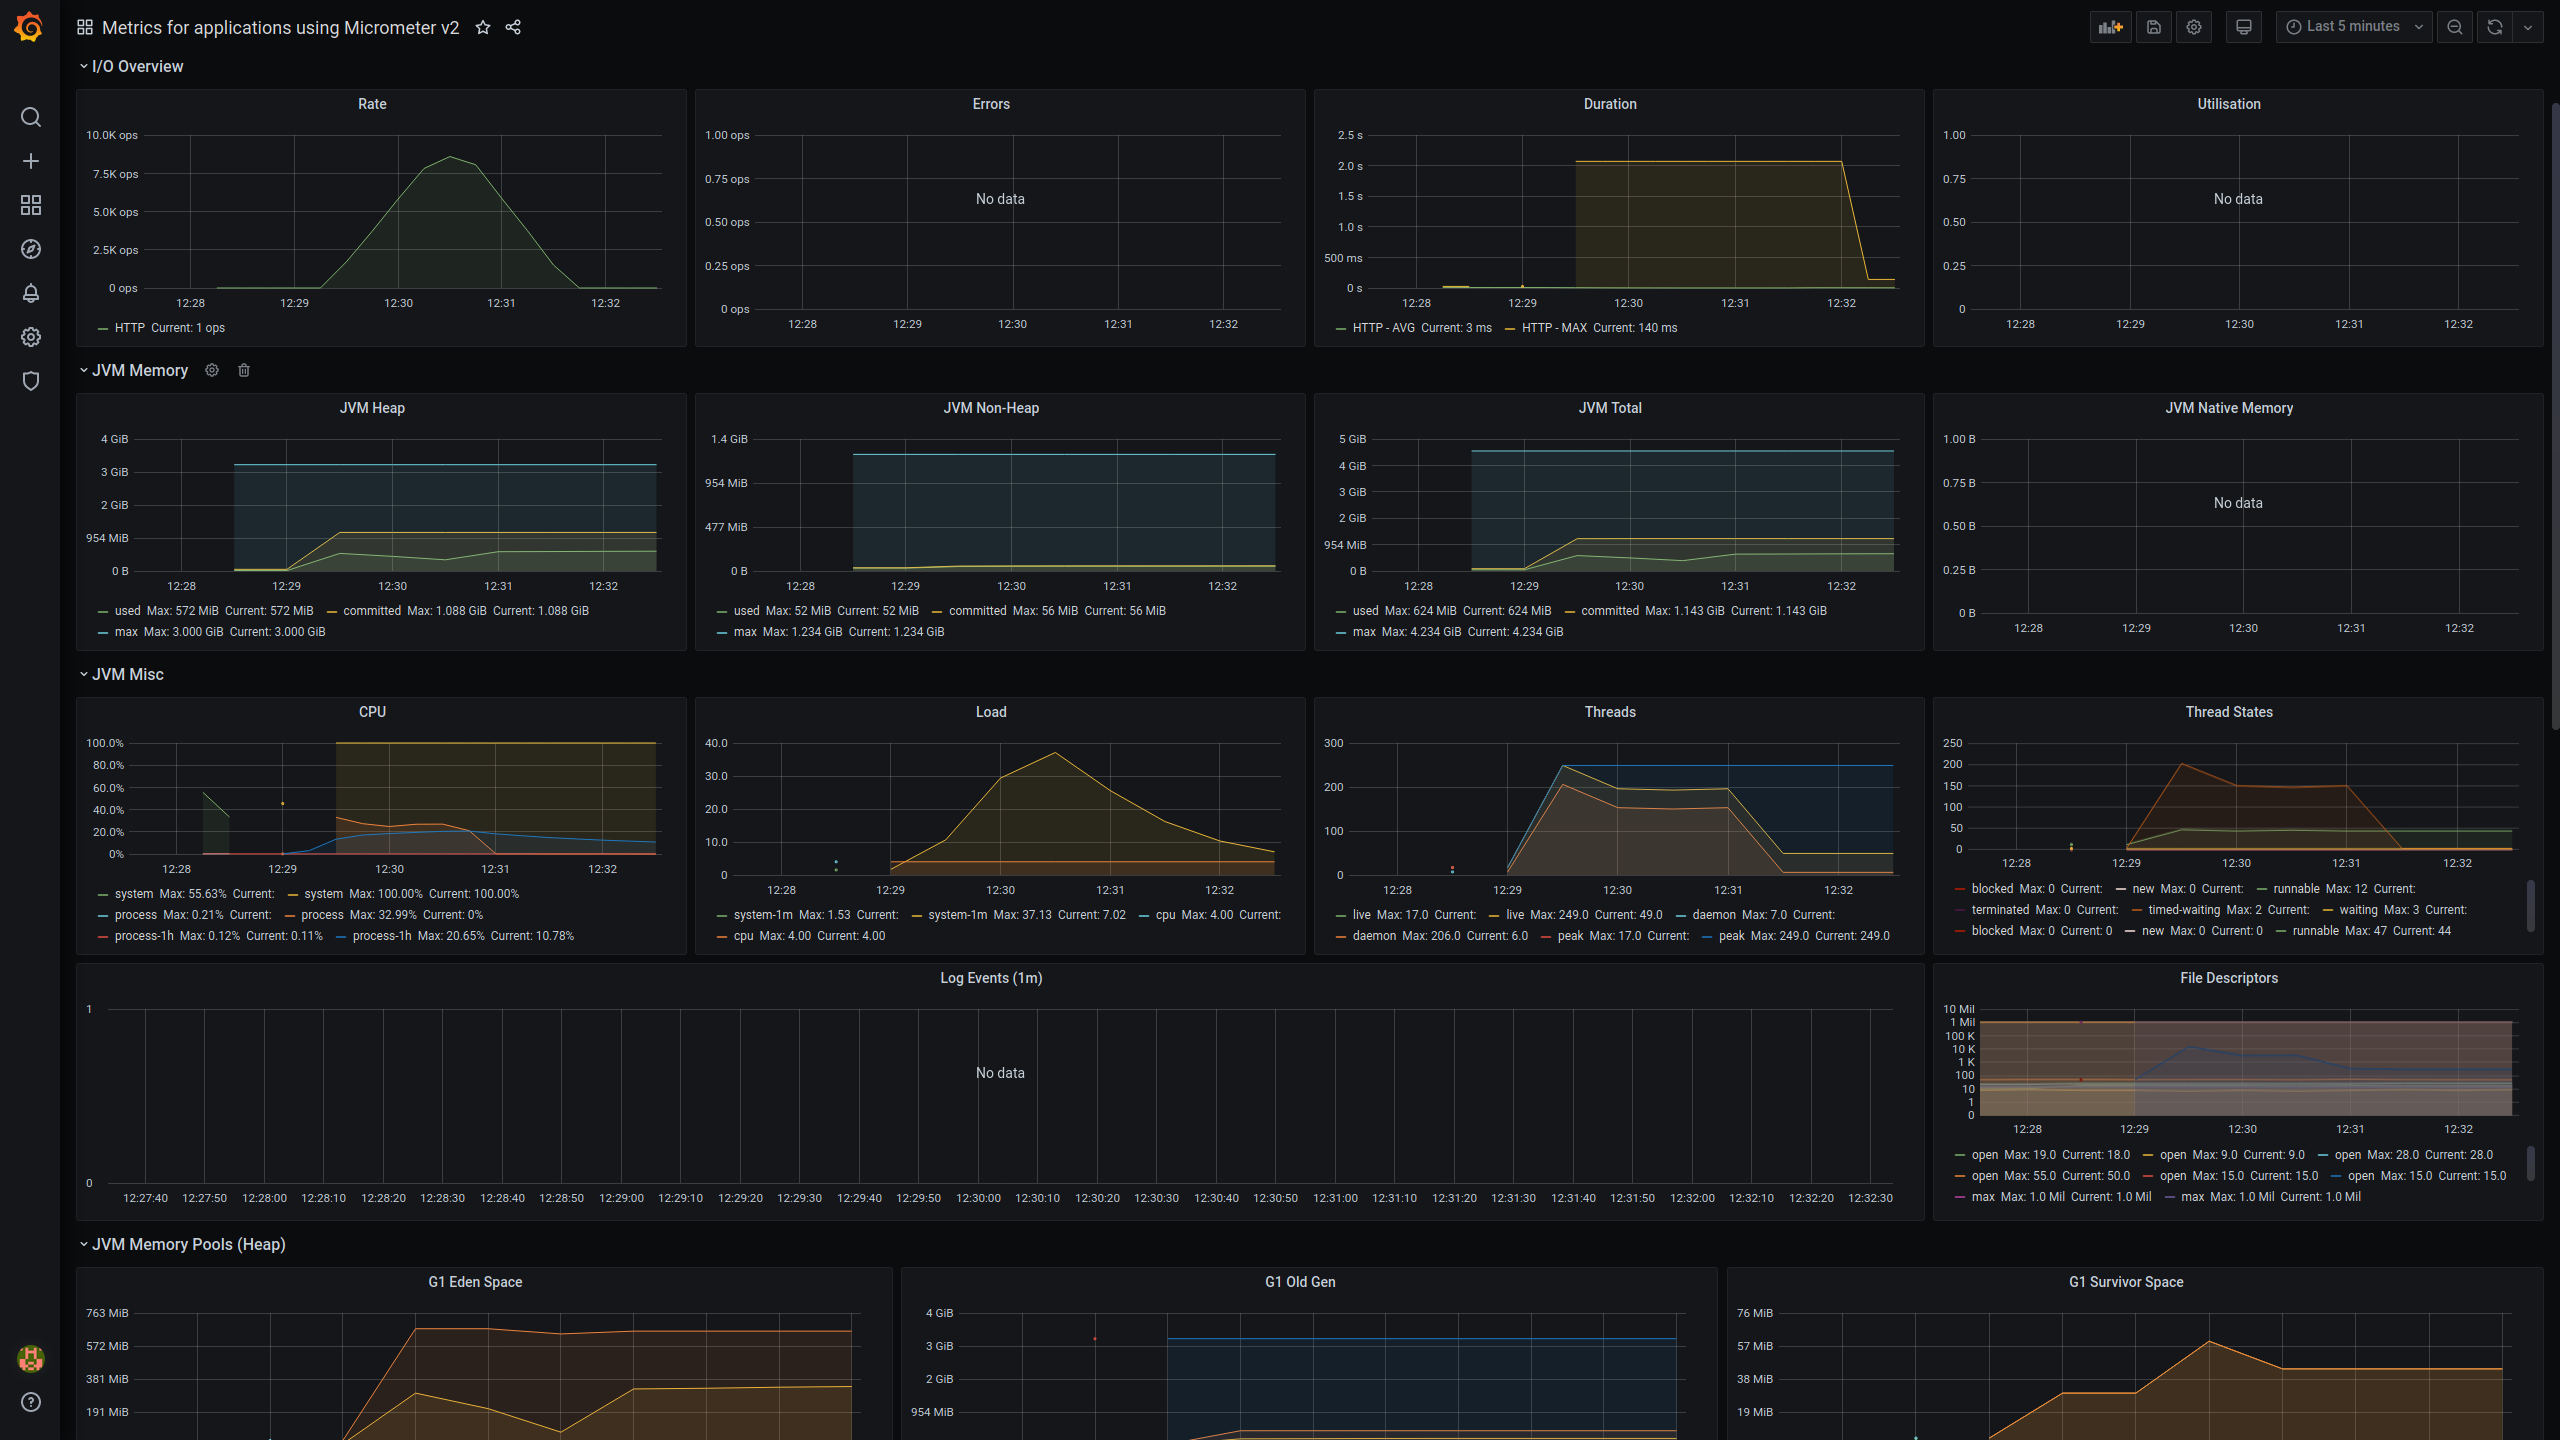 Metrics for applications using Micrometer v2
Last 5 minutes
I/O Overview
Rate
10.0K ops
7.5K ops
5.0K ops
2.5K ops
0 ops
12:28 12:29 12:30 12:31 12:32
HTTP Current: 1 ops
Errors
1.00 ops
0.75 ops
0.50 ops
0.25 ops
0 ops
No data
12:28 12:29 12:30 12:31 12:32
Duration
2.5 s
2.0 s
1.5 s
1.0 s
500 ms
0 s
12:28 12:29 12:30 12:31 12:32
HTTP - AVG Current: 3 ms HTTP - MAX Current: 140 ms
Utilisation
1.00
0.75
0.50
0.25
0
No data
12:28 12:29 12:30 12:31 12:32
JVM Memory
JVM Heap
4 GiB
3 GiB
2 GiB
954 MiB
0 B
12:28 12:29 12:30 12:31 12:32
used Max: 572 MiB Current: 572 MiB committed Max: 1.088 GiB Current: 1.088 GiB
max Max: 3.000 GiB Current: 3.000 GiB
JVM Non-Heap
1.4 GiB
954 MiB
477 MiB
0 B
12:28 12:29 12:30 12:31 12:32
used Max: 52 MiB Current: 52 MiB committed Max: 56 MiB Current: 56 MiB
max Max: 1.234 GiB Current: 1.234 GiB
JVM Total
5 GiB
4 GiB
3 GiB
2 GiB
954 MiB
0 B
12:28 12:29 12:30 12:31 12:32
used Max: 624 MiB Current: 624 MiB committed Max: 1.143 GiB Current: 1.143 GiB
max Max: 4.234 GiB Current: 4.234 GiB
JVM Native Memory
1.00 B
0.75 B
0.50 B
0.25 B
0 B
No data
12:28 12:29 12:30 12:31 12:32
JVM Misc
CPU
100.0%
80.0%
60.0%
40.0%
20.0%
0%
12:28 12:29 12:30 12:31 12:32
system Max: 55.63% Current: system Max: 100.00% Current: 100.00%
process Max: 0.21% Current: process Max: 32.99% Current: 0%
process-1h Max: 0.12% Current: 0.11% process-1h Max: 20.65% Current: 10.78%
Load
40.0
30.0
20.0
10.0
0
12:28 12:29 12:30 12:31 12:32
system-1m Max: 1.53 Current: system-1m Max: 37.13 Current: 7.02 cpu Max: 4.00 Current:
cpu Max: 4.00 Current: 4.00
Threads
300
200
100
0
12:28 12:29 12:30 12:31 12:32
live Max: 17.0 Current: live Max: 249.0 Current: 49.0 daemon Max: 7.0 Current:
daemon Max: 206.0 Current: 6.0 peak Max: 17.0 Current: peak Max: 249.0 Current: 249.0
Thread States
250
200
150
100
50
0
12:28 12:29 12:30 12:31 12:32
blocked Max: 0 Current: new Max: 0 Current: runnable Max: 12 Current:
terminated Max: 0 Current: timed-waiting Max: 2 Current: waiting Max: 3 Current:
blocked Max: 0 Current: 0 new Max: 0 Current: 0 runnable Max: 47 Current: 44
Log Events (1m)
1
0
No data
12:27:40 12:27:50 12:28:00 12:28:10 12:28:20 12:28:30 12:28:40 12:28:50 12:29:00 12:29:10 12:29:20 12:29:30 12:29:40 12:29:50 12:30:00 12:30:10 12:30:20 12:30:30 12:30:40 12:30:50 12:31:00 12:31:10 12:31:20 12:31:30 12:31:40 12:31:50 12:32:00 12:32:10 12:32:20 12:32:30
File Descriptors
10 Mil
1 Mil
100 K
10 K
1 K
100
10
1
0
12:28 12:29 12:30 12:31 12:32
open Max: 19.0 Current: 18.0 open Max: 9.0 Current: 9.0 open Max: 28.0 Current: 28.0
open Max: 55.0 Current: 50.0 open Max: 15.0 Current: 15.0 open Max: 15.0 Current: 15.0
max Max: 1.0 Mil Current: 1.0 Mil max Max: 1.0 Mil Current: 1.0 Mil
JVM Memory Pools (Heap)
G1 Eden Space
763 MiB
572 MiB
381 MiB
191 MiB
G1 Old Gen
4 GiB
3 GiB
2 GiB
954 MiB
G1 Survivor Space
76 MiB
57 MiB
38 MiB
19 MiB